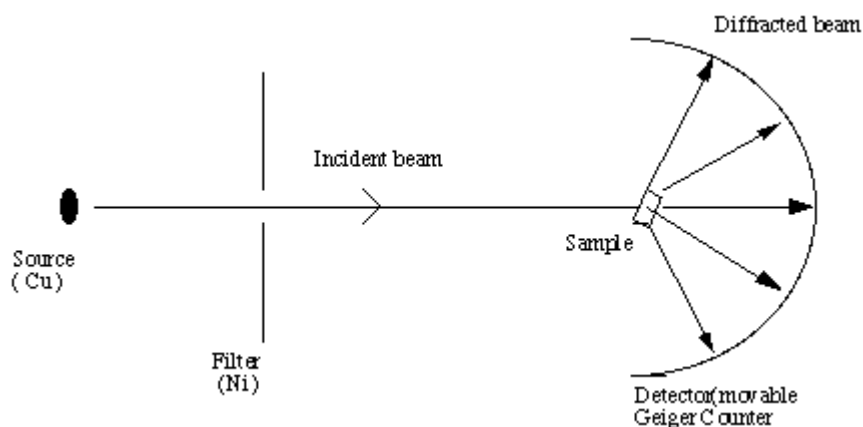 Diffracted beam
Incident beam
Sample
Source
( Cu)
Filter
(Ni)
Detector(movable
Geiger Counter